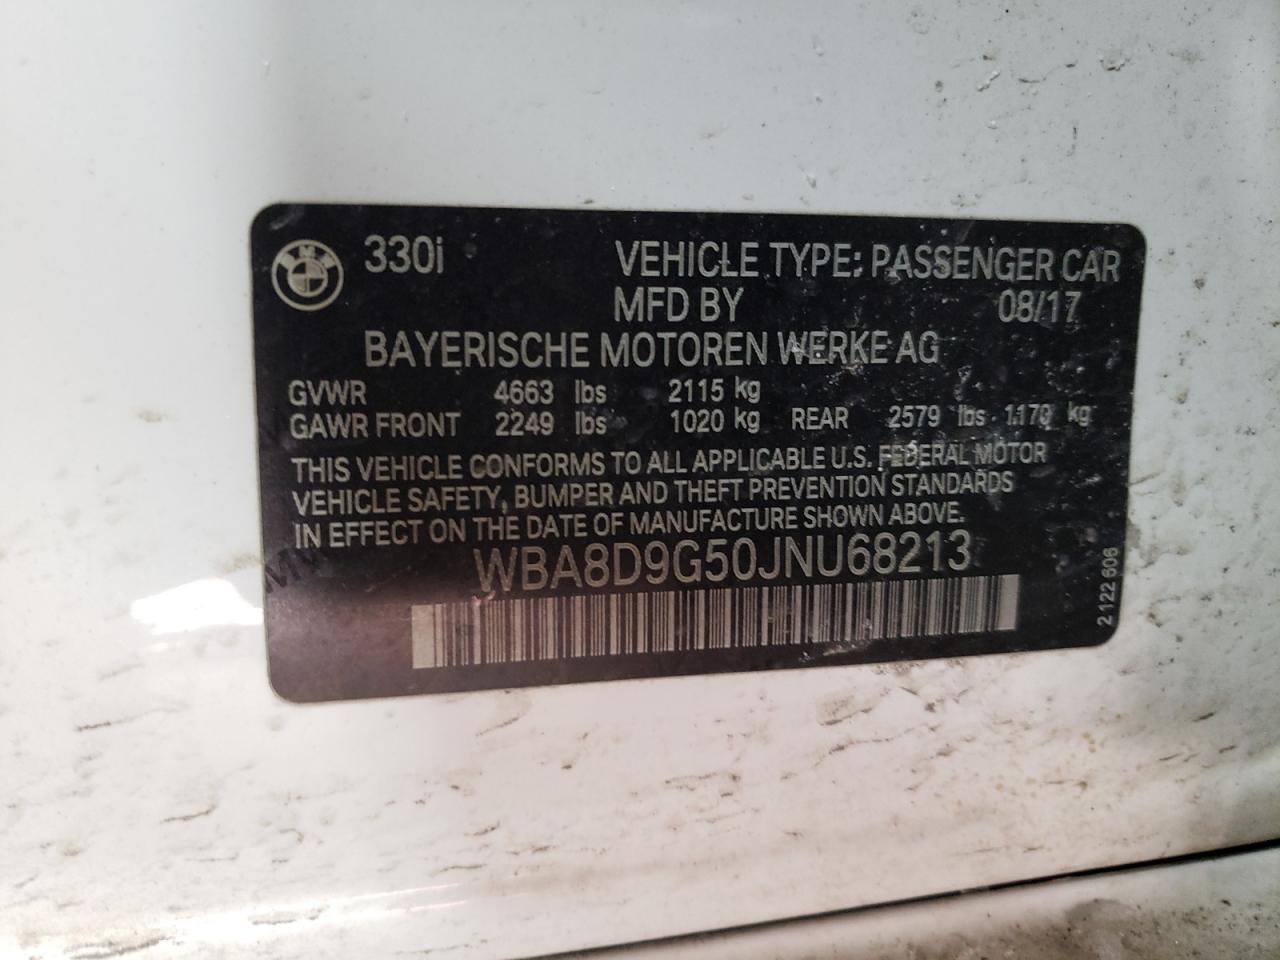 BMW
330i VEHICLE TYPE: PASSENGER CAR
MFD BY 08/17
BAYERISCHE MOTOREN WERKE AG
GVWR 4663 lbs 2115 kg
GAWR FRONT 2249 lbs 1020 kg REAR 2579 lbs 1170 kg
THIS VEHICLE CONFORMS TO ALL APPLICABLE U.S. FEDERAL MOTOR
VEHICLE SAFETY, BUMPER AND THEFT PREVENTION STANDARDS
IN EFFECT ON THE DATE OF MANUFACTURE SHOWN ABOVE.
WBA8D9G50JNU68213
2 122 606